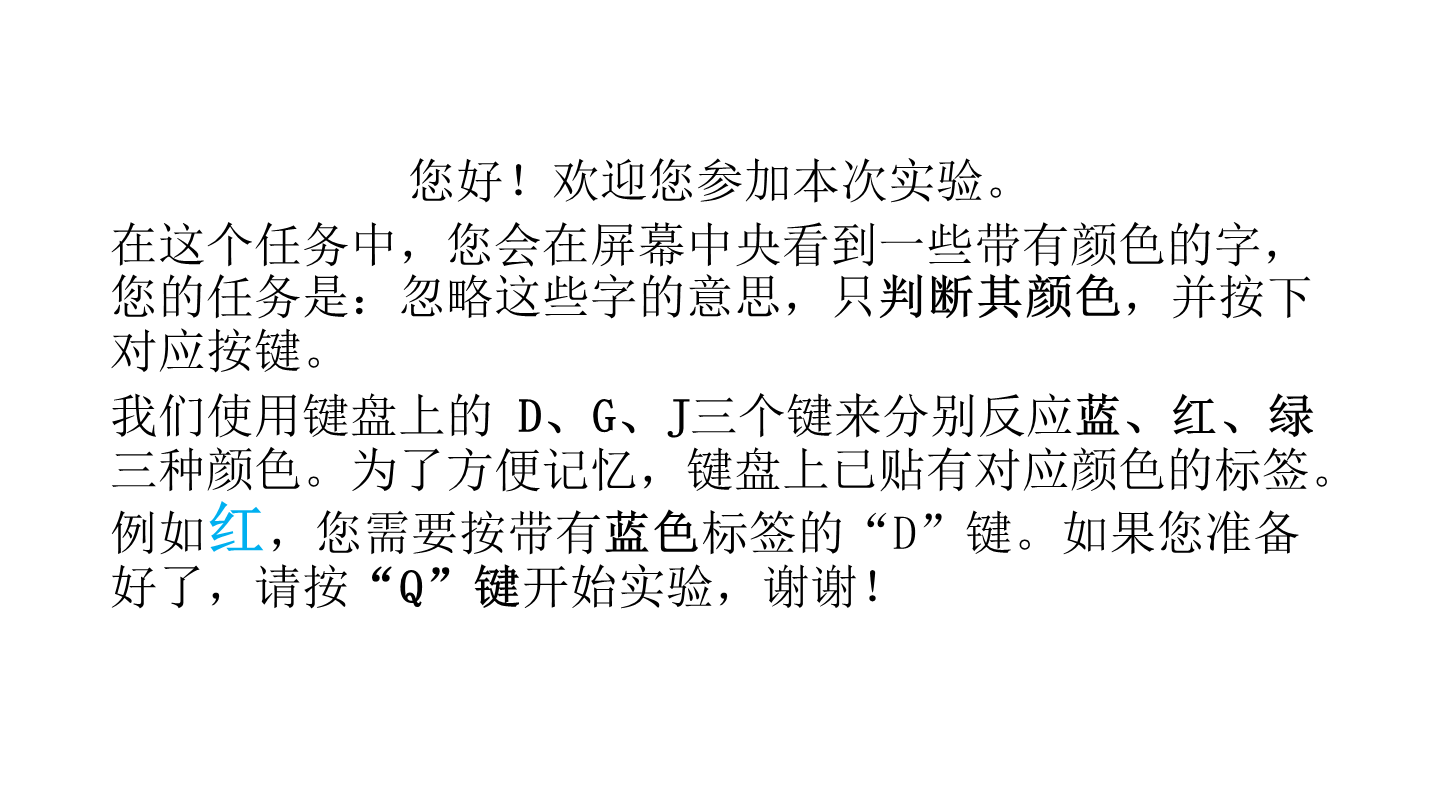 您好！欢迎您参加本次实验。
在这个任务中，您会在屏幕中央看到一些带有颜色的字，
您的任务是：忽略这些字的意思，只判断其颜色，并按下
对应按键。
我们使用键盘上的 D、G、J三个键来分别反应蓝、红、绿
三种颜色。为了方便记忆，键盘上已贴有对应颜色的标签。
例如红，您需要按带有蓝色标签的“D”键。如果您准备
好了，请按“Q”键开始实验，谢谢！